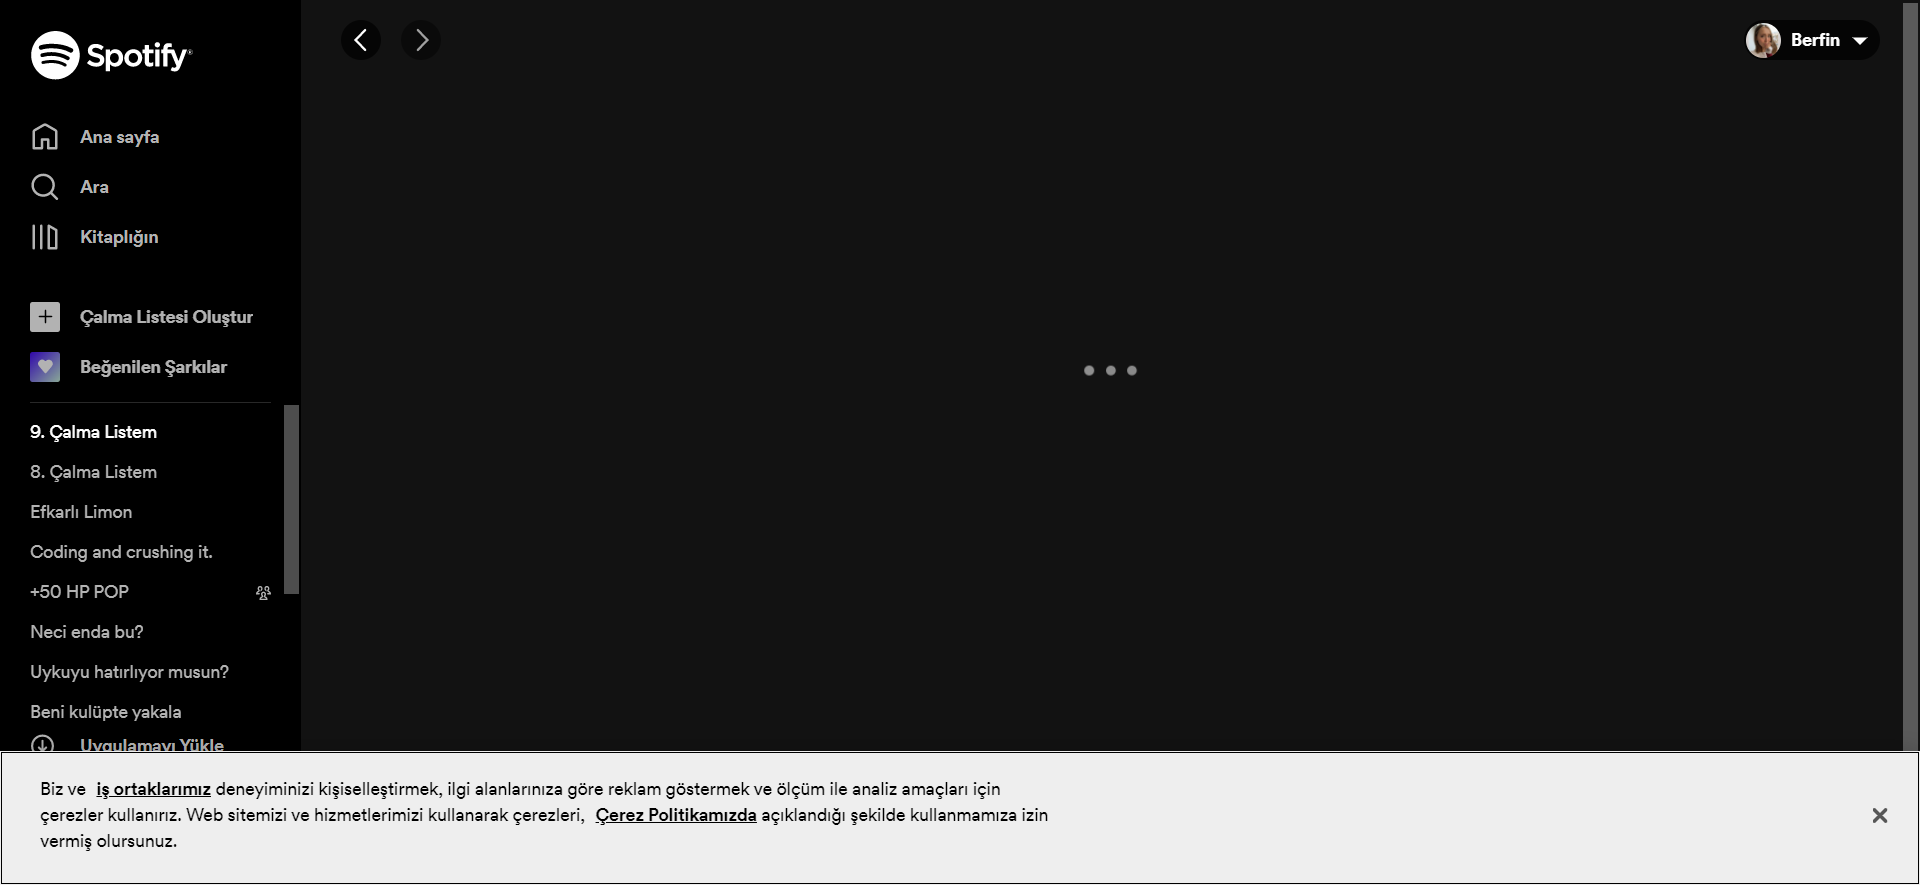 Spotify
Berfin
Ana sayfa
Ara
Kitaplığın
Çalma Listesi Oluştur
Beğenilen Şarkılar
9. Çalma Listem
8. Çalma Listem
Efkarlı Limon
Coding and crushing it.
+50 HP POP
Neci enda bu?
Uykuyu hatırlıyor musun?
Beni kulüpte yakala
Uygulamayı Yükle
Biz ve iş ortaklarımız deneyiminizi kişiselleştirmek, ilgi alanlarınıza göre reklam göstermek ve ölçüm ile analiz amaçları için
çerezler kullanırız. Web sitemizi ve hizmetlerimizi kullanarak çerezleri, Çerez Politikamızda açıklandığı şekilde kullanmamıza izin
vermiş olursunuz.